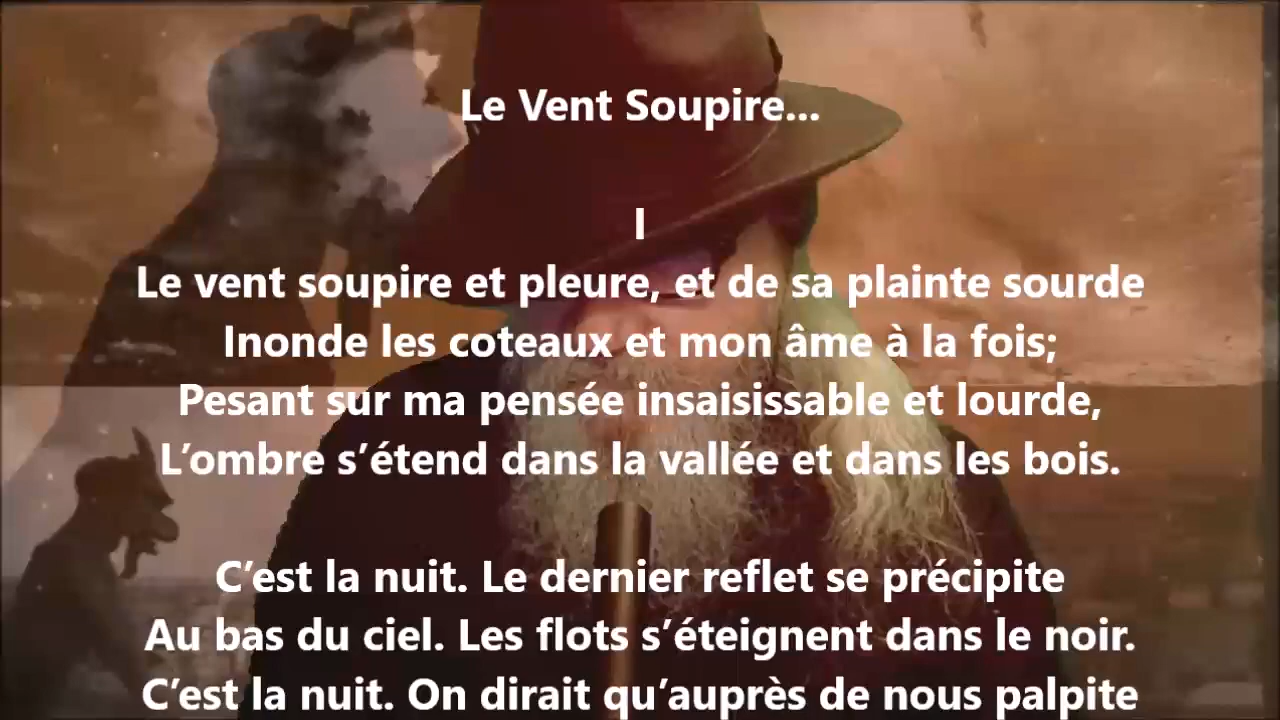 Le Vent Soupire...
I
Le vent soupire et pleure, et de sa plainte sourde
Inonde les coteaux et mon âme à la fois;
Pesant sur ma pensée insaisissable et lourde,
L’ombre s’étend dans la vallée et dans les bois.
C’est la nuit. Le dernier reflet se précipite
Au bas du ciel. Les flots s’éteignent dans le noir.
C’est la nuit. On dirait qu’auprès de nous palpite